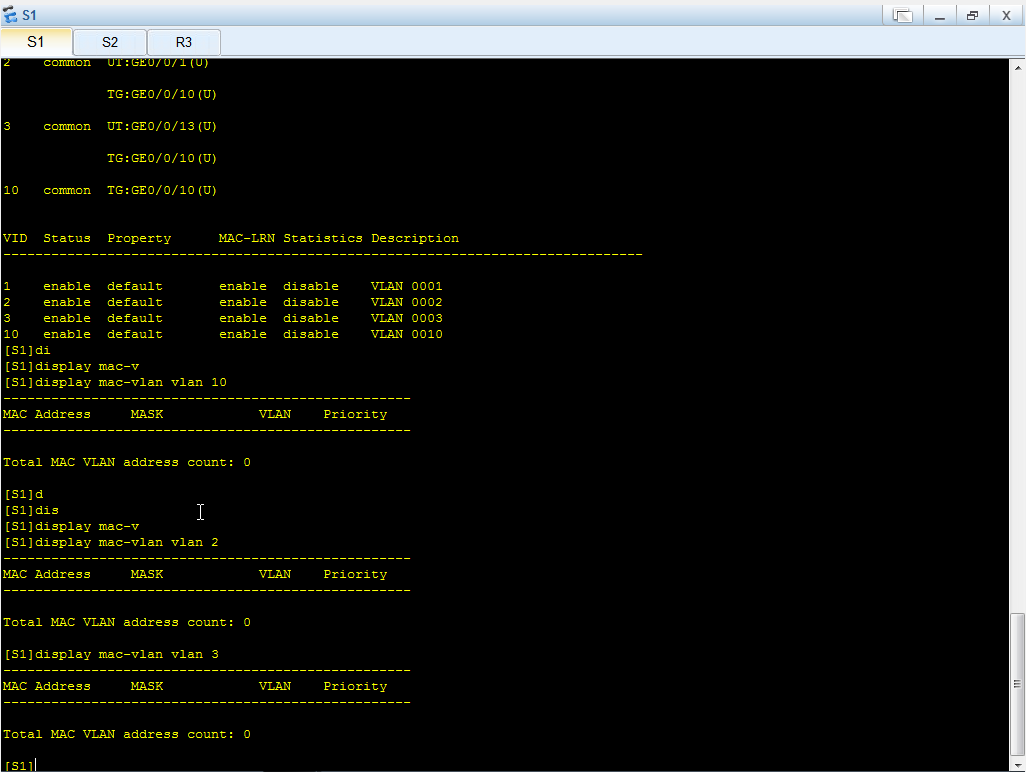 S1
S1 S2 R3
2 common UT:GE0/0/1(U)
TG:GE0/0/10(U)
3 common UT:GE0/0/13(U)
TG:GE0/0/10(U)
10 common TG:GE0/0/10(U)
VID Status Property MAC-LRN Statistics Description
--------------------------------------------------------------------------------
1 enable default enable disable VLAN 0001
2 enable default enable disable VLAN 0002
3 enable default enable disable VLAN 0003
10 enable default enable disable VLAN 0010
[S1]di
[S1]display mac-v
[S1]display mac-vlan vlan 10
---------------------------------------------------
MAC Address MASK VLAN Priority
---------------------------------------------------
Total MAC VLAN address count: 0
[S1]d
[S1]dis
[S1]display mac-v
[S1]display mac-vlan vlan 2
---------------------------------------------------
MAC Address MASK VLAN Priority
---------------------------------------------------
Total MAC VLAN address count: 0
[S1]display mac-vlan vlan 3
---------------------------------------------------
MAC Address MASK VLAN Priority
---------------------------------------------------
Total MAC VLAN address count: 0
[S1]